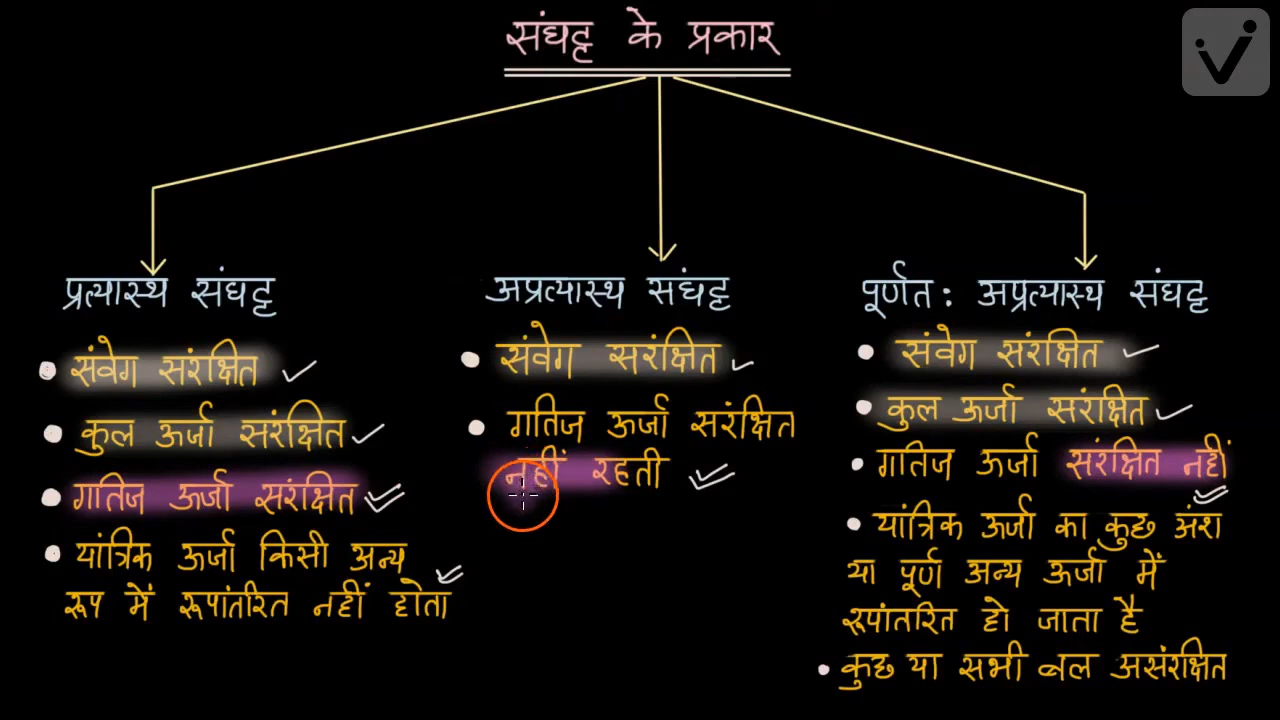 संघट्ट के प्रकार
प्रत्यास्थ संघट्ट
संवेग संरक्षित
कुल ऊर्जा संरक्षित
गतिज ऊर्जा संरक्षित
यांत्रिक ऊर्जा किसी अन्य
रूप में रूपांतरित नहीं होता
अप्रत्यास्थ संघट्ट
संवेग संरक्षित
गतिज ऊर्जा संरक्षित
नहीं रहती
पूर्णत: अप्रत्यास्थ संघट्ट
संवेग संरक्षित
कुल ऊर्जा संरक्षित
गतिज ऊर्जा संरक्षित नहीं
यांत्रिक ऊर्जा का कुछ अंश
या पूर्ण अन्य ऊर्जा में
रूपांतरित हो जाता है
कुछ या सभी बल असंरक्षित